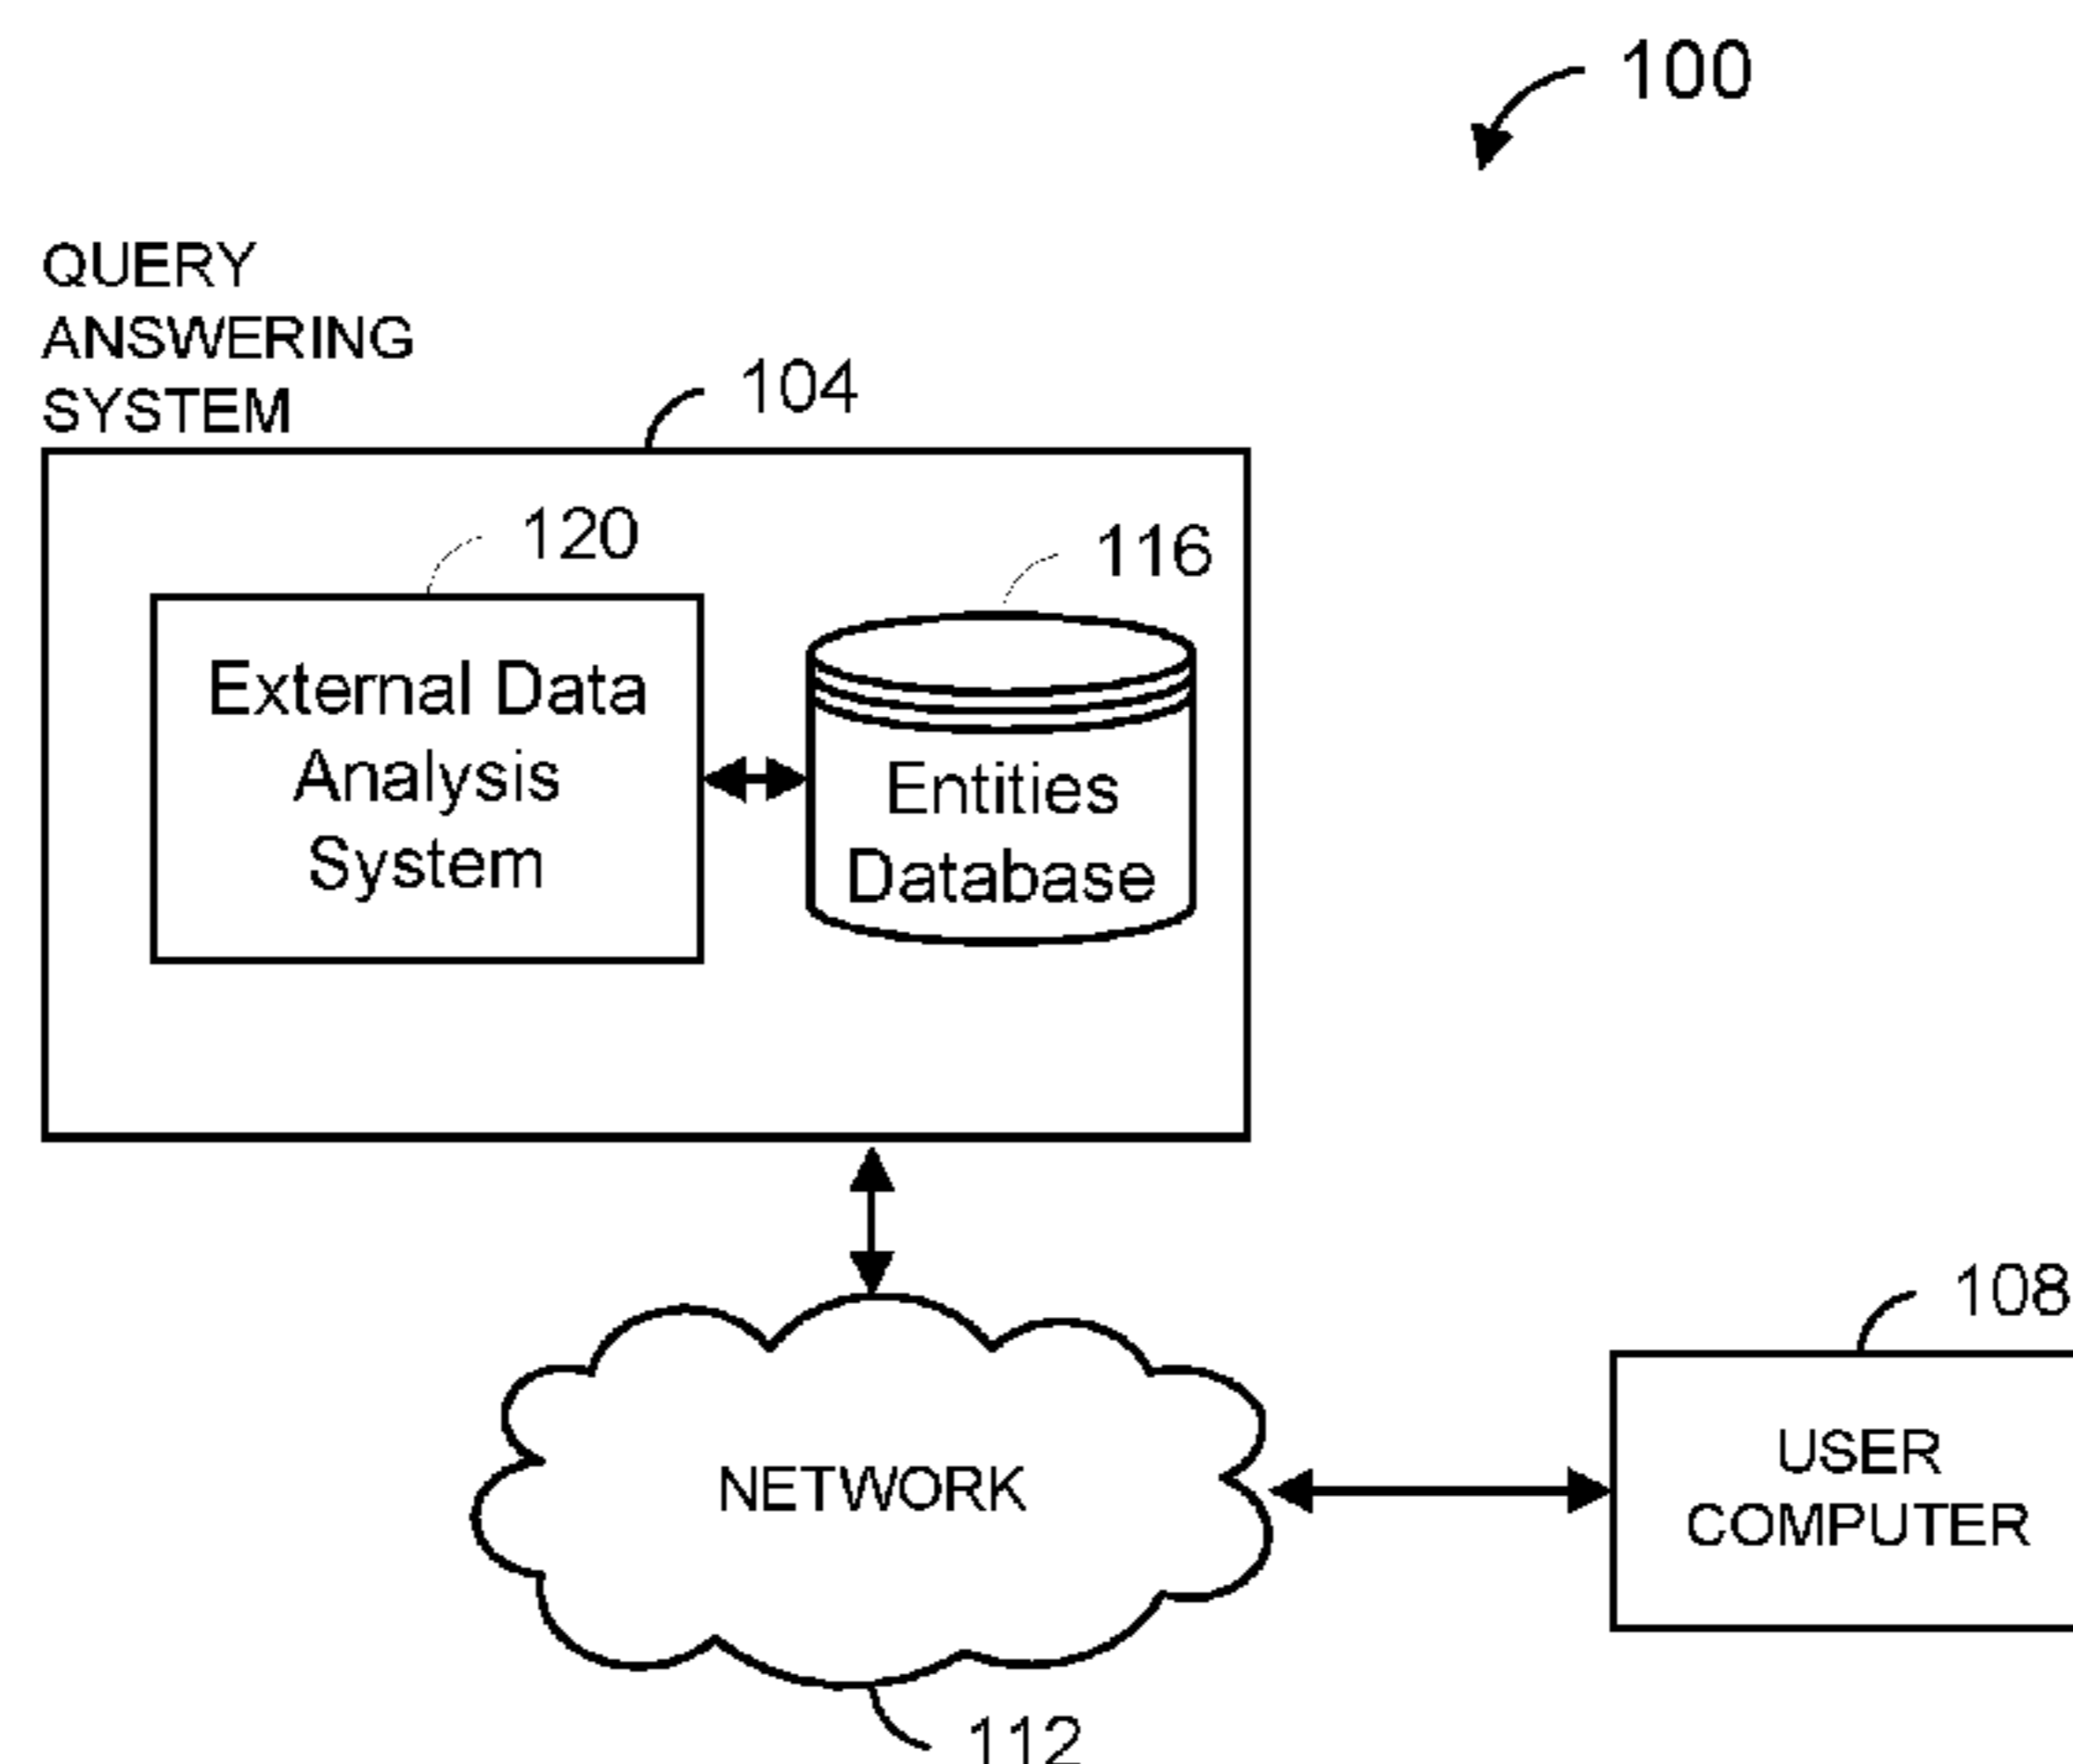 100
QUERY
ANSWERING
SYSTEM
104
120
116
External Data
Analysis
System
Entities
Database
108
NETWORK
USER
COMPUTER
112